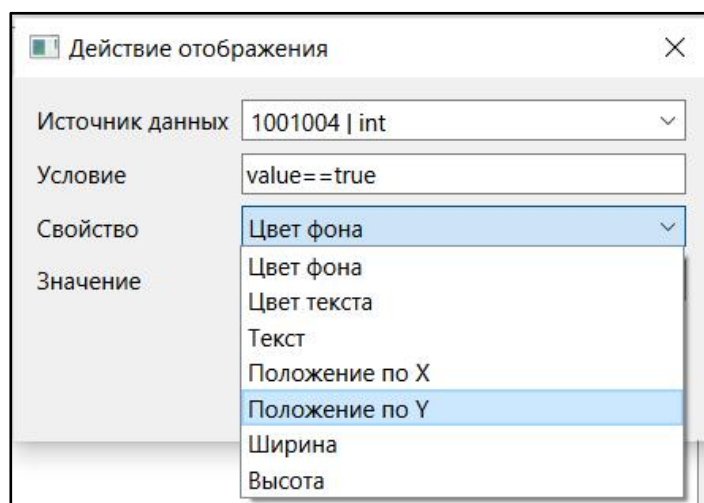 Действие отображения
Источник данных 1001004 | int
Условие value==true
Свойство Цвет фона
Значение
Цвет фона
Цвет текста
Текст
Положение по X
Положение по Y
Ширина
Высота